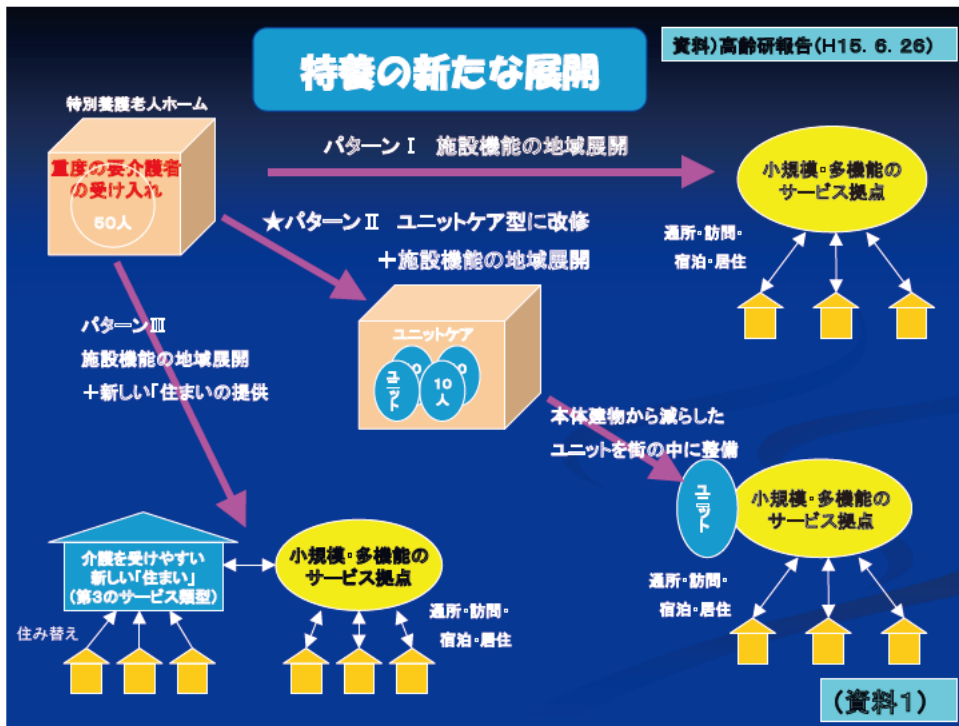 資料)高齢研報告(H15.6.26)
特養の新たな展開
特別養護老人ホーム
重度の要介護者
の受け入れ
50人
パターンⅠ 施設機能の地域展開
小規模・多機能の
サービス拠点
通所・訪問・
宿泊・居住
★パターンⅡ ユニットケア型に改修
+施設機能の地域展開
ユニットケア
ユニット
10
人
0
0
パターンⅢ
施設機能の地域展開
+新しい「住まいの提供
本体建物から減らした
ユニットを街の中に整備
ユニット
小規模・多機能の
サービス拠点
通所・訪問・
宿泊・居住
介護を受けやすい
新しい「住まい」
(第3のサービス類型)
住み替え
小規模・多機能の
サービス拠点
通所・訪問・
宿泊・居住
(資料1)